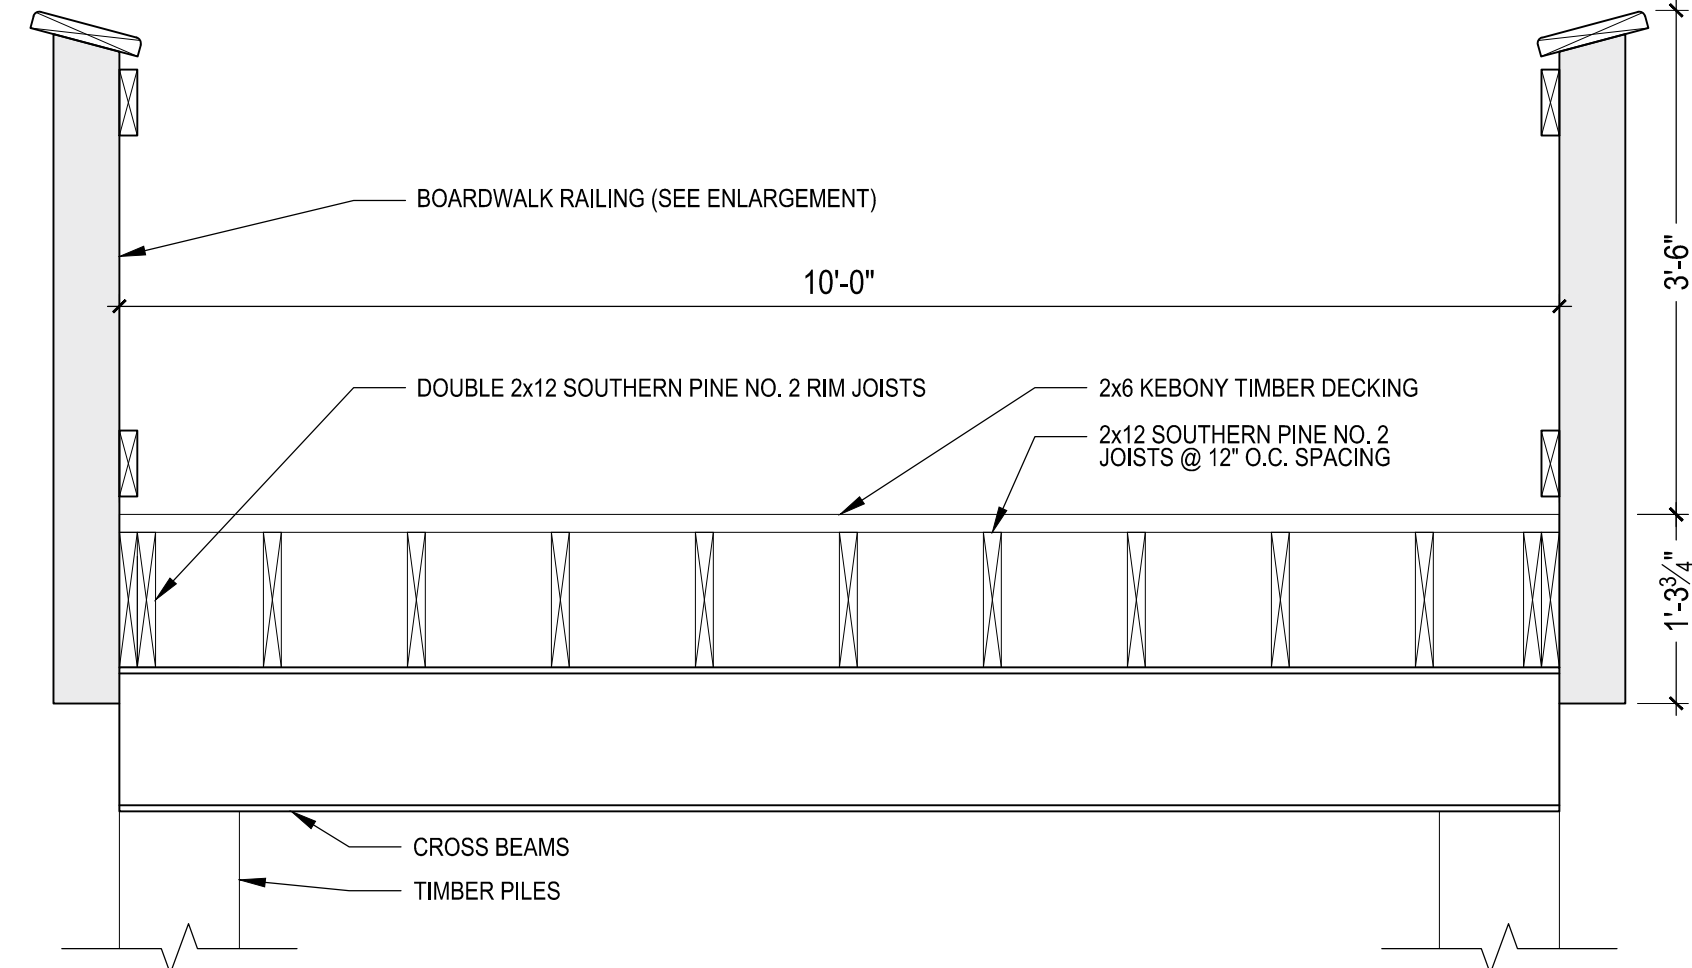 BOARDWALK RAILING (SEE ENLARGEMENT)
10'-0"
3'-6"
DOUBLE 2x12 SOUTHERN PINE NO. 2 RIM JOISTS
2x6 KEBONY TIMBER DECKING
2x12 SOUTHERN PINE NO. 2
JOISTS @ 12" O.C. SPACING
1'-3¾"
CROSS BEAMS
TIMBER PILES